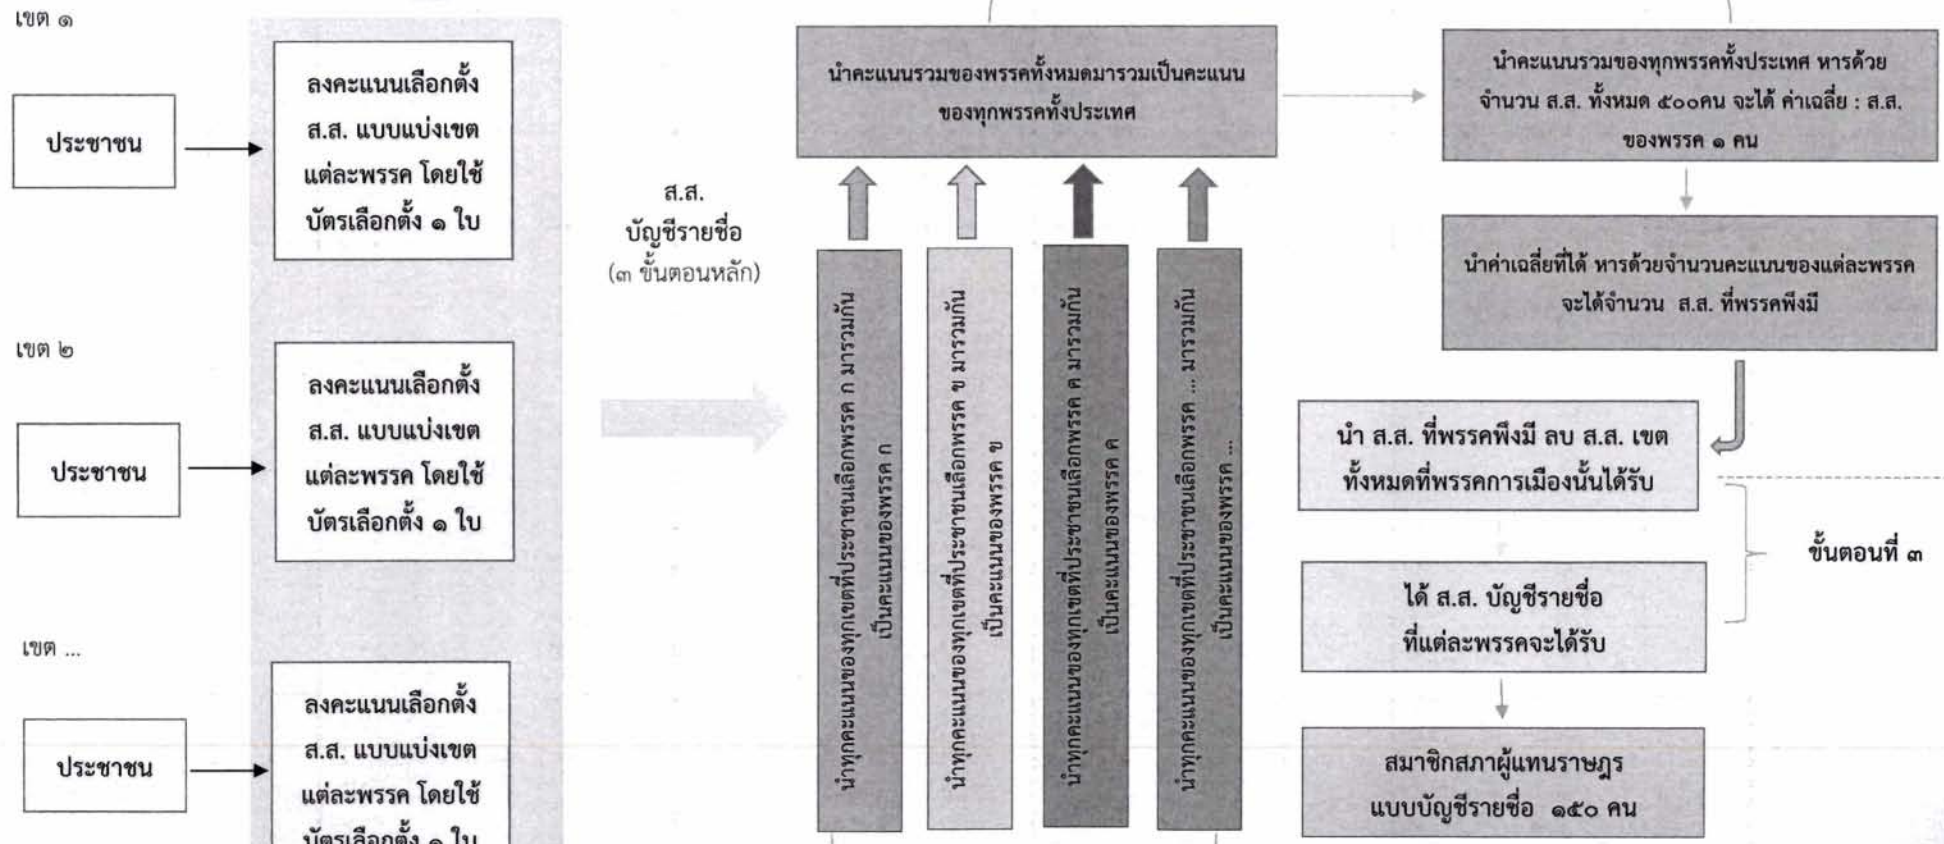 เขต ๑
ประชาชน
ลงคะแนนเลือกตั้ง
ส.ส. แบบแบ่งเขต
แต่ละพรรค โดยใช้
บัตรเลือกตั้ง ๑ ใบ
เขต ๒
ประชาชน
ลงคะแนนเลือกตั้ง
ส.ส. แบบแบ่งเขต
แต่ละพรรค โดยใช้
บัตรเลือกตั้ง ๑ ใบ
เขต ...
ประชาชน
ลงคะแนนเลือกตั้ง
ส.ส. แบบแบ่งเขต
แต่ละพรรค โดยใช้
บัตรเลือกตั้ง ๑ ใบ
ส.ส.
บัญชีรายชื่อ
(๓ ขั้นตอนหลัก)
นำคะแนนรวมของพรรคทั้งหมดมารวมเป็นคะแนน
ของทุกพรรคทั้งประเทศ
นำทุกคะแนนของทุกเขตที่ประชาชนเลือกพรรค ก มารวมกัน
เป็นคะแนนของพรรค ก
นำทุกคะแนนของทุกเขตที่ประชาชนเลือกพรรค ข มารวมกัน
เป็นคะแนนของพรรค ข
นำทุกคะแนนของทุกเขตที่ประชาชนเลือกพรรค ค มารวมกัน
เป็นคะแนนของพรรค ค
นำทุกคะแนนของทุกเขตที่ประชาชนเลือกพรรค ... มารวมกัน
เป็นคะแนนของพรรค ...
นำคะแนนรวมของทุกพรรคทั้งประเทศ หารด้วย
จำนวน ส.ส. ทั้งหมด ๕๐๐คน จะได้ ค่าเฉลี่ย : ส.ส.
ของพรรค ๑ คน
นำค่าเฉลี่ยที่ได้ หารด้วยจำนวนคะแนนของแต่ละพรรค
จะได้จำนวน ส.ส. ที่พรรคพึงมี
นำ ส.ส. ที่พรรคพึงมี ลบ ส.ส. เขต
ทั้งหมดที่พรรคการเมืองนั้นได้รับ
ขั้นตอนที่ ๓
ได้ ส.ส. บัญชีรายชื่อ
ที่แต่ละพรรคจะได้รับ
สมาชิกสภาผู้แทนราษฎร
แบบบัญชีรายชื่อ ๑๕๐ คน